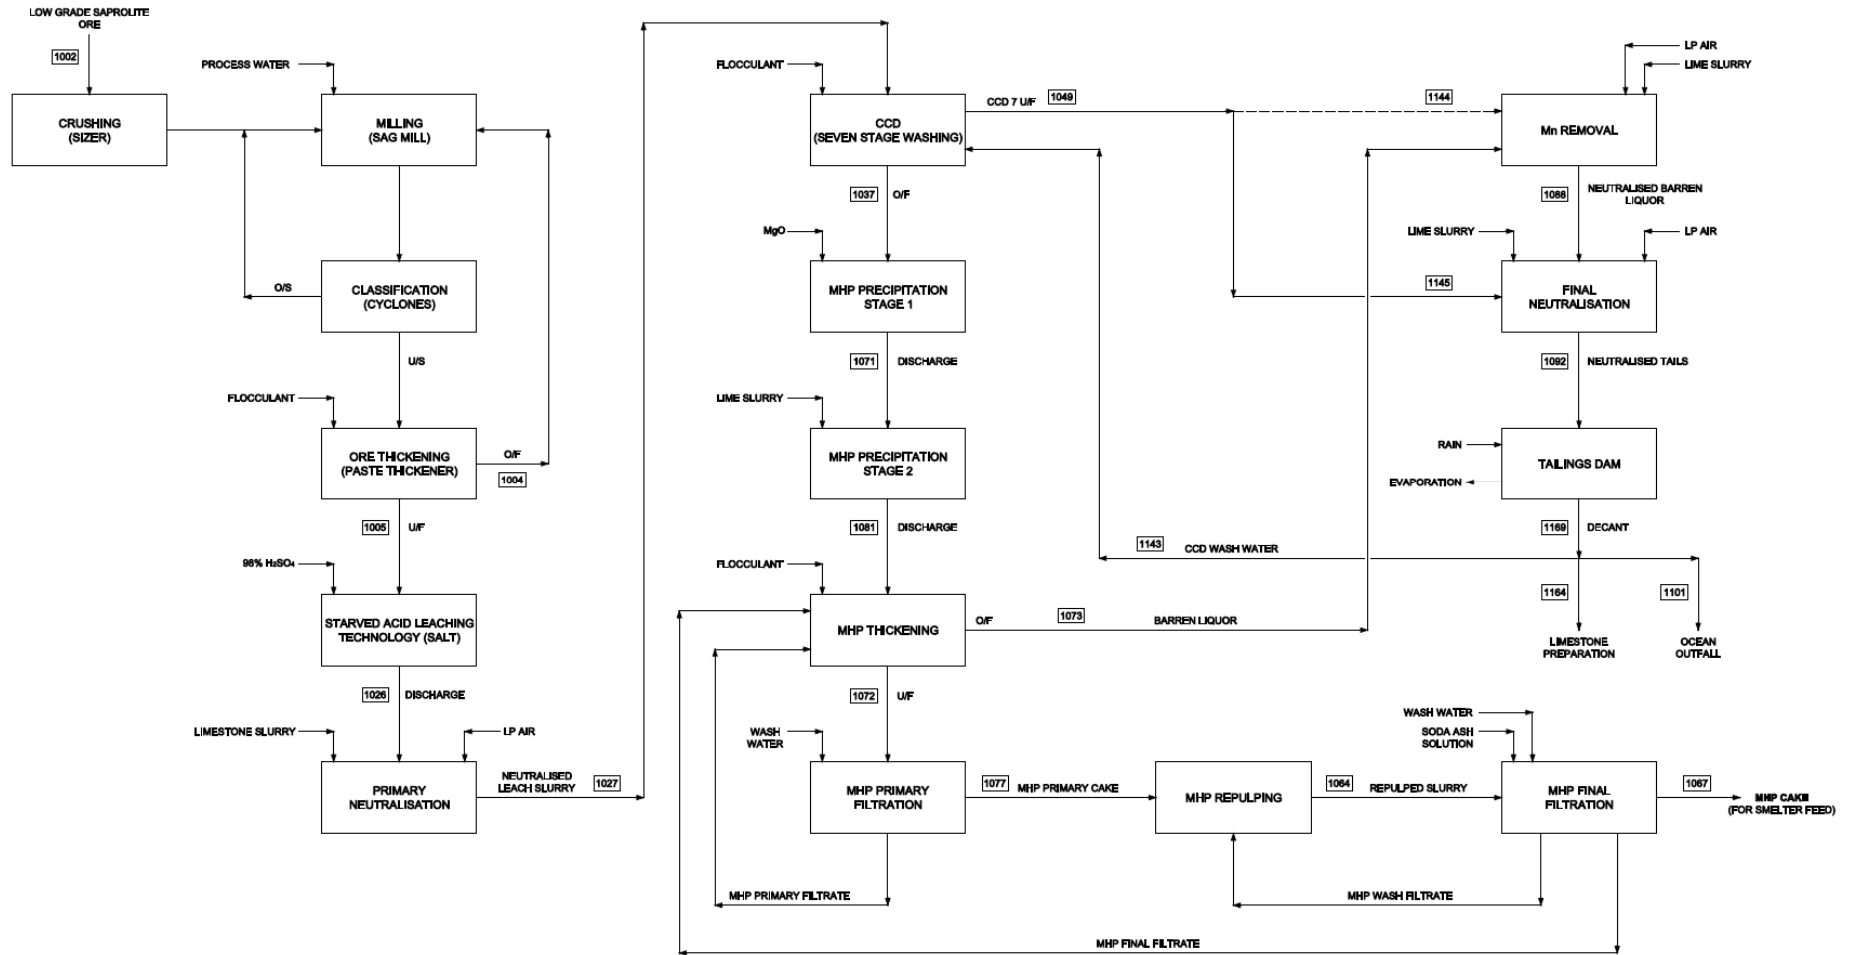 LOW GRADE SAPROLITE
ORE
1002
CRUSHING
(SIZER)
PROCESS WATER
MILLING
(SAG MILL)
O/S
CLASSIFICATION
(CYCLONES)
U/S
FLOCCULANT
ORE THICKENING
(PASTE THICKENER)
O/F
1004
1005
U/F
98% H₂SO₄
STARVED ACID LEACHING
TECHNOLOGY (SALT)
1026
DISCHARGE
LIMESTONE SLURRY
LP AIR
PRIMARY
NEUTRALISATION
NEUTRALISED
LEACH SLURRY
1027
FLOCCULANT
CCD
(SEVEN STAGE WASHING)
CCD 7 U/F
1049
1037
O/F
MgO
MHP PRECIPITATION
STAGE 1
1071
DISCHARGE
LIME SLURRY
MHP PRECIPITATION
STAGE 2
1081
DISCHARGE
FLOCCULANT
MHP THICKENING
O/F
1073
BARREN LIQUOR
1072
U/F
WASH
WATER
MHP PRIMARY
FILTRATION
1077
MHP PRIMARY CAKE
MHP PRIMARY FILTRATE
MHP REPULPING
1064
REPULPED SLURRY
WASH WATER
SODA ASH
SOLUTION
MHP FINAL
FILTRATION
1067
MHP CAKE
(FOR SMELTER FEED)
MHP WASH FILTRATE
MHP FINAL FILTRATE
LP AIR
LIME SLURRY
1144
Mn REMOVAL
1088
NEUTRALISED BARREN
LIQUOR
LIME SLURRY
LP AIR
1145
FINAL
NEUTRALISATION
1092
NEUTRALISED TAILS
RAIN
TAILINGS DAM
EVAPORATION
1169
DECANT
1143
CCD WASH WATER
1164
1101
LIMESTONE
PREPARATION
OCEAN
OUTFALL